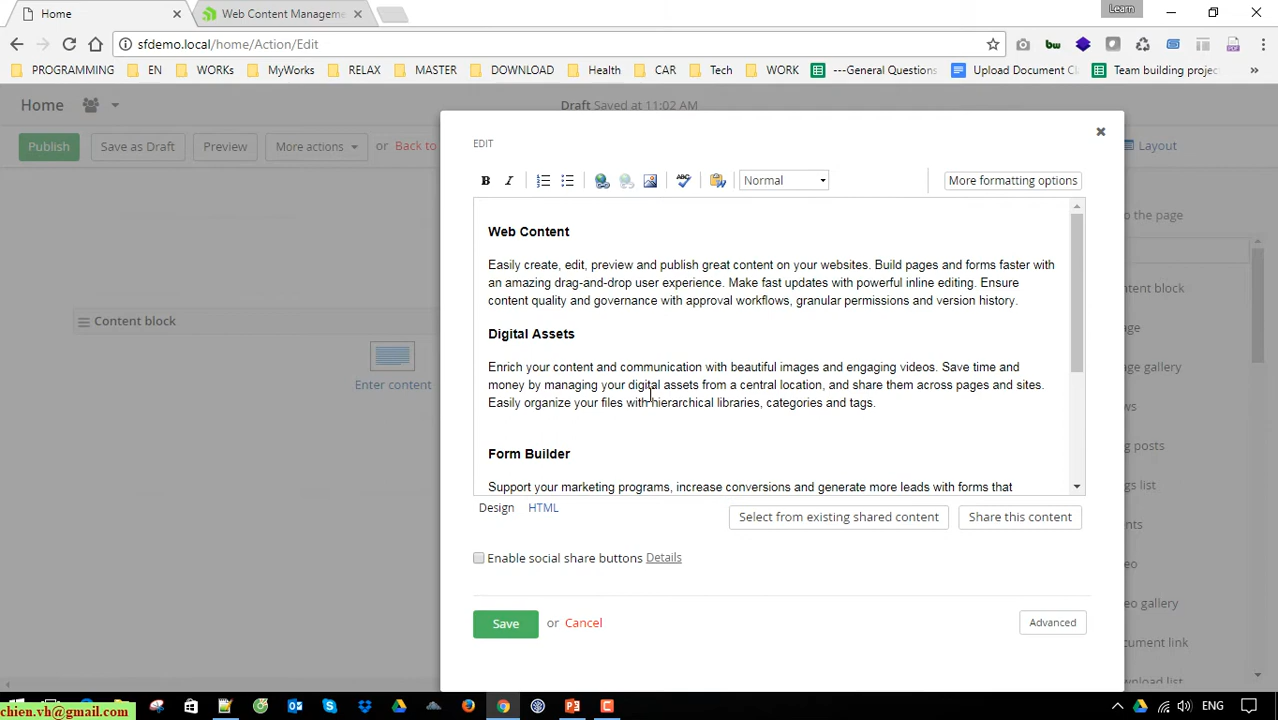 Home
Web Content Manageme
Learn
sfdemo.local/home/Action/Edit
PROGRAMMING EN WORKs MyWorks RELAX MASTER DOWNLOAD Health CAR Tech WORK ---General Questions Upload Document Cl Team building projec »
Home Draft Saved at 11:02 AM
Publish Save as Draft Preview More actions or Back to Layout
EDIT
B I ABC Normal More formatting options
o the page
Web Content
Easily create, edit, preview and publish great content on your websites. Build pages and forms faster with
an amazing drag-and-drop user experience. Make fast updates with powerful inline editing. Ensure
content quality and governance with approval workflows, granular permissions and version history.
Digital Assets
Enrich your content and communication with beautiful images and engaging videos. Save time and
money by managing your digital assets from a central location, and share them across pages and sites.
Easily organize your files with hierarchical libraries, categories and tags.
Form Builder
Support your marketing programs, increase conversions and generate more leads with forms that
Design HTML
Select from existing shared content Share this content
Enable social share buttons Details
Save or Cancel Advanced
Content block
Enter content
ntent block
age
age gallery
ws
og posts
gs list
ents
eo
eo gallery
cument link
wnload list
chien.vh@gmail.com
ENG